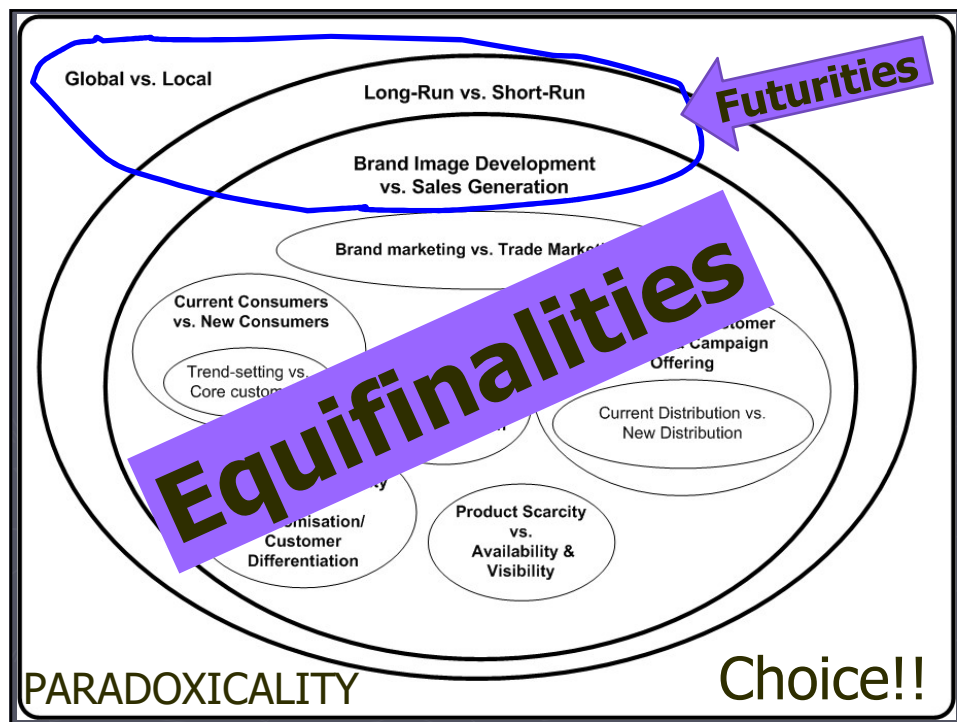 Global vs. Local
Long-Run vs. Short-Run
Futurities
Brand Image Development
vs. Sales Generation
Brand marketing vs. Trade
Current Consumers
vs. New Consumers
Trend-setting vs.
Core
Equifinalities
Campaign
Offering
Current Distribution vs.
New Distribution
vs.
Customer
Differentiation
Product Scarcity
vs.
Availability &
Visibility
PARADOXICALITY
Choice!!